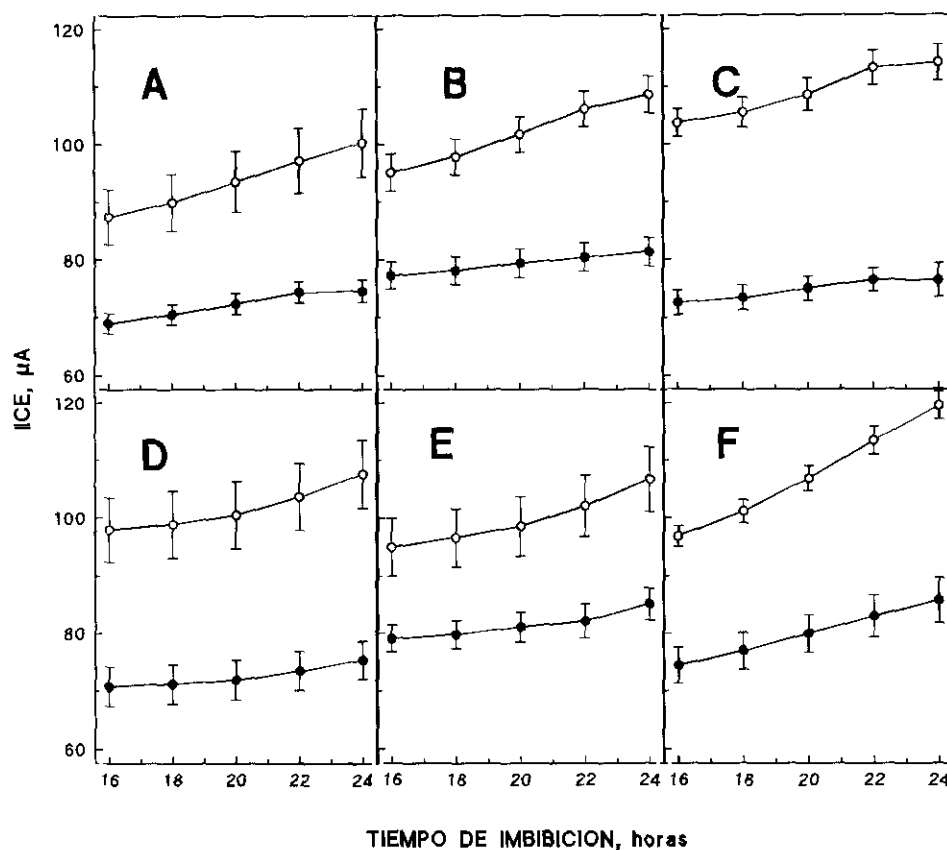 120
100
80
60
A
B
C
120
100
80
60
D
E
F
IICE, µA
16 18 20 22 24 16 18 20 22 24 16 18 20 22 24
TIEMPO DE IMBIBICION, horas